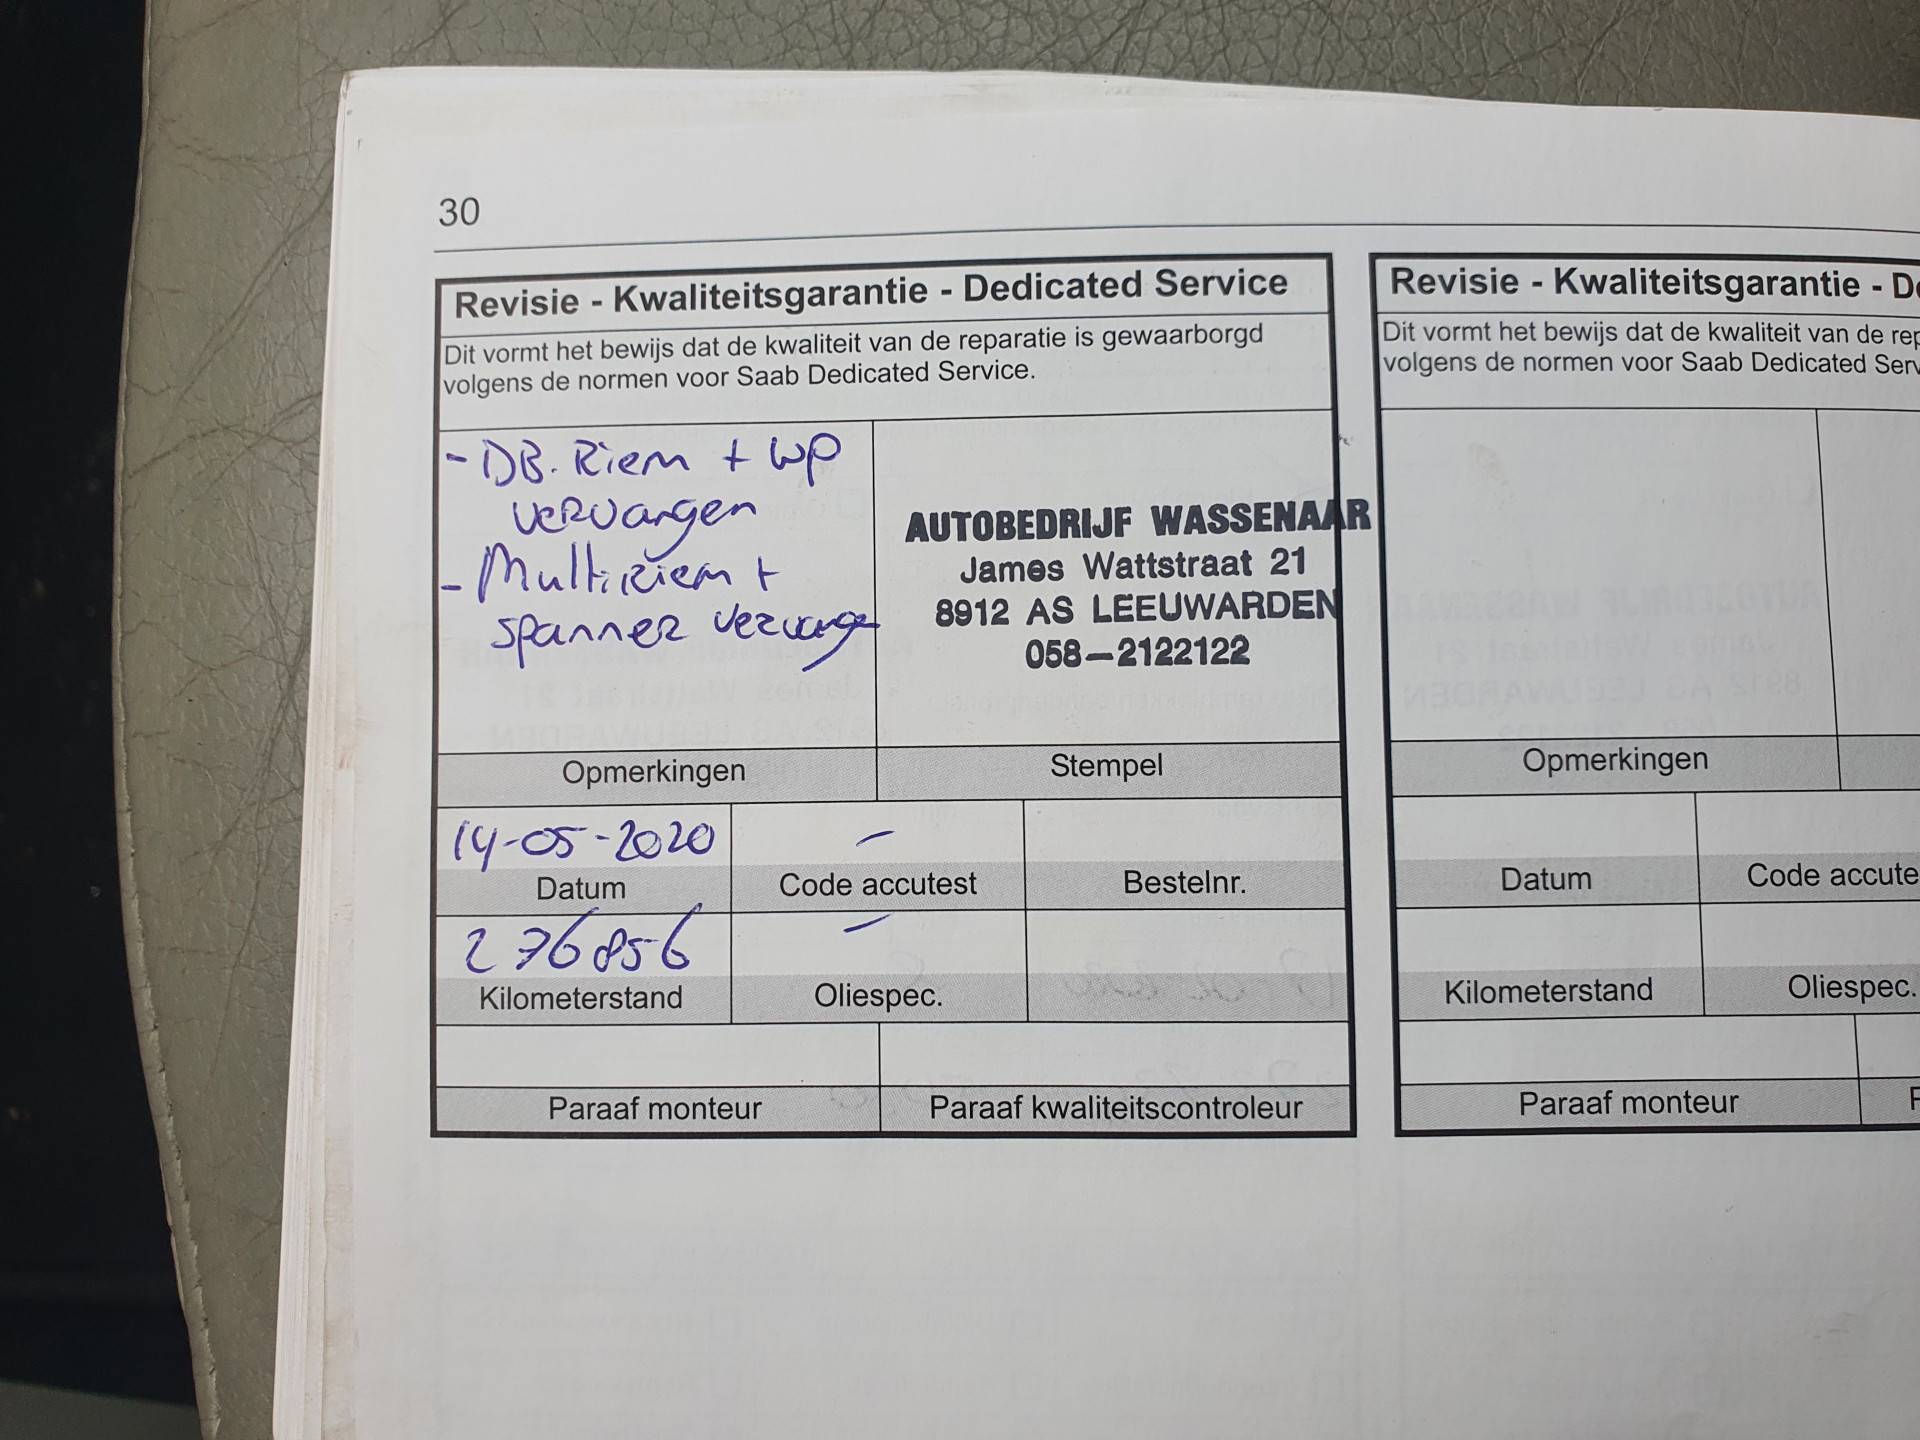 30
Revisie - Kwaliteitsgarantie - Dedicated Service
Dit vormt het bewijs dat de kwaliteit van de reparatie is gewaarborgd
volgens de normen voor Saab Dedicated Service.
- DB. Riem + WP
vervangen
- Multiriem +
spanner vervangen
AUTOBEDRIJF WASSENAAR
James Wattstraat 21
8912 AS LEEUWARDEN
058-2122122
Opmerkingen
Stempel
14-05-2020
-
Datum
Code accutest
Bestelnr.
276856
-
Kilometerstand
Oliespec.
Paraaf monteur
Paraaf kwaliteitscontroleur
Revisie - Kwaliteitsgarantie - De
Dit vormt het bewijs dat de kwaliteit van de rep
volgens de normen voor Saab Dedicated Serv
Opmerkingen
Datum
Code accute
Kilometerstand
Oliespec.
Paraaf monteur